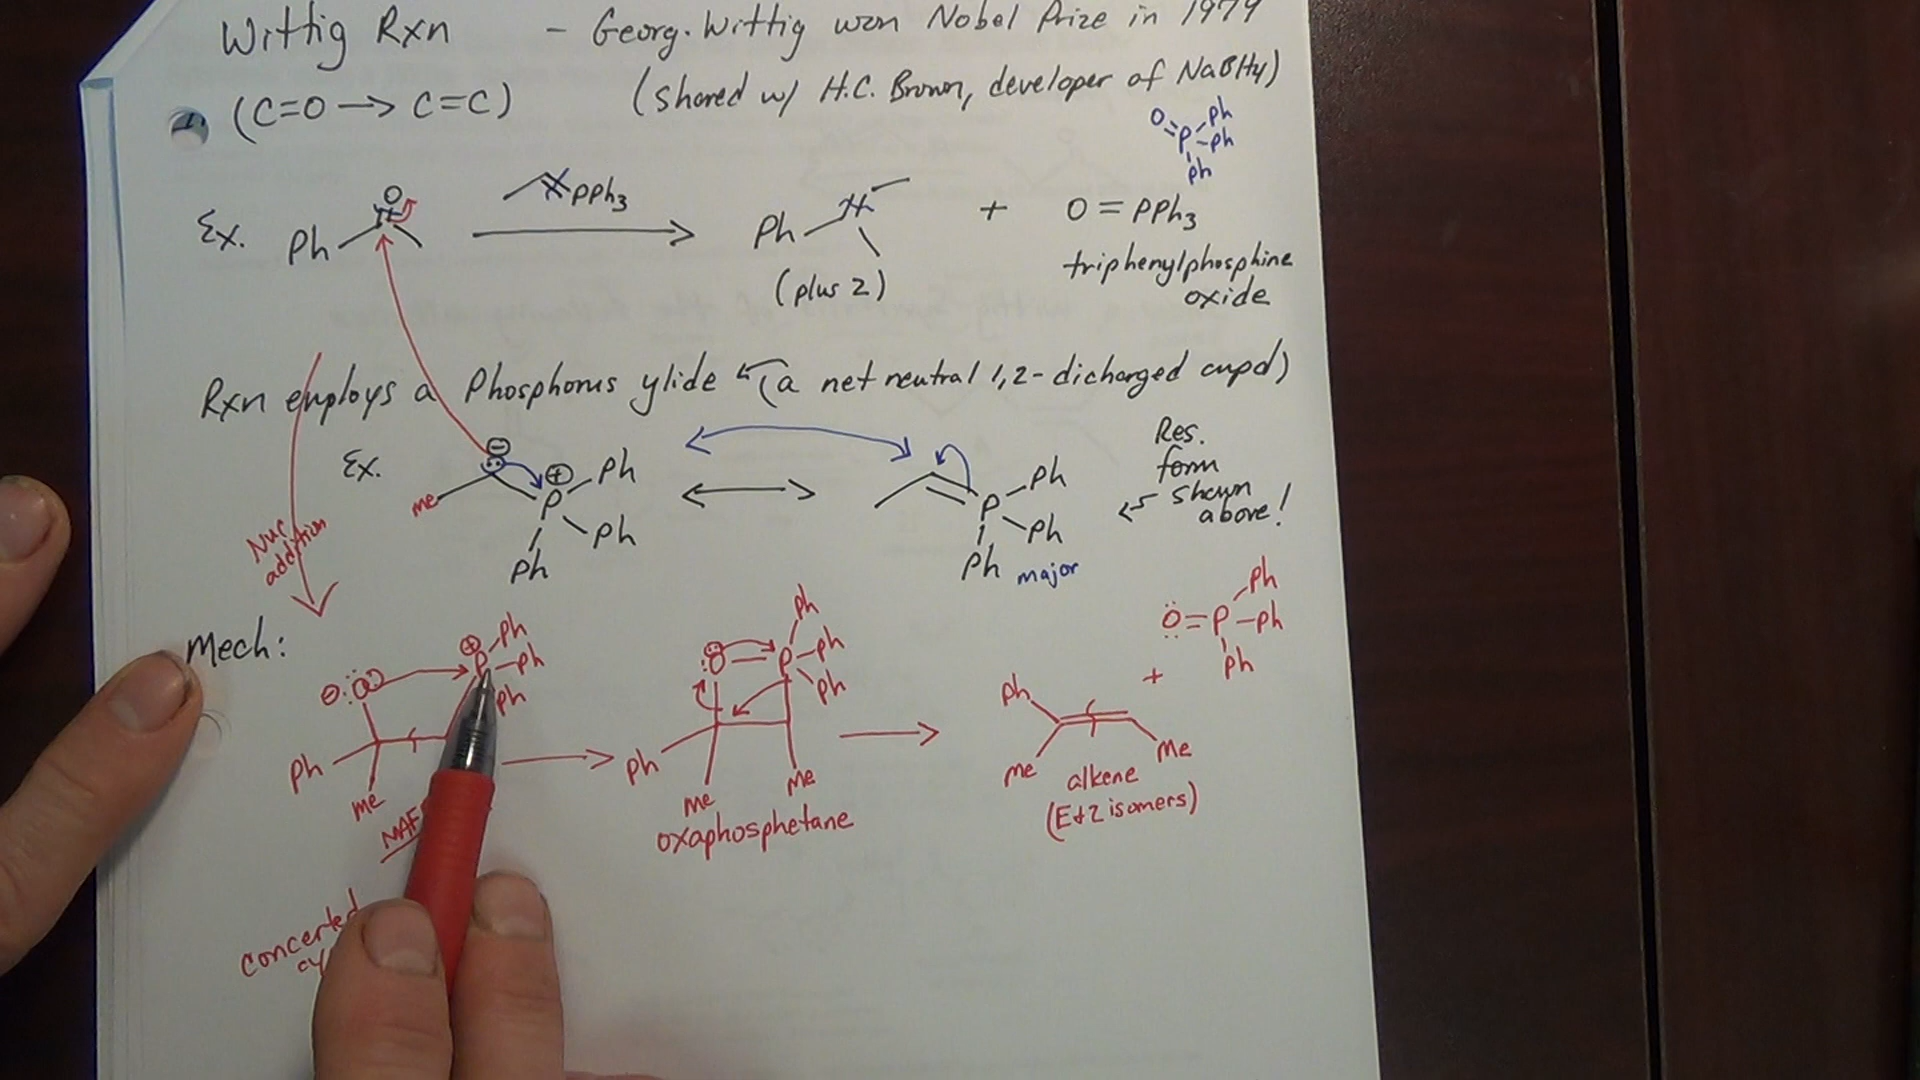 Wittig Rxn - Georg. Wittig won Nobel Prize in 1979
(C=O → C=C) (shared w/ H.C. Brown, developer of NaBH4)
O=P-Ph
-Ph
Ph
Ex. Ph O PPh3 Ph + O=PPh3
(plus Z) triphenylphosphine
oxide
Rxn employs a Phosphorus ylide (a net neutral 1,2-dicharged cmpd)
Ex. Me ⊖ ⊕ P Ph Ph Ph ↔ P Ph Ph Ph major
Res.
form
shown
above!
Nuc
addition
Mech:
⊖ O ⊕ P Ph Ph Ph Ph Me
O-P Ph Ph Ph Ph Me Me
oxaphosphetane
Ph Me Me + O=P Ph Ph Ph
alkene
(E+Z isomers)
concerted